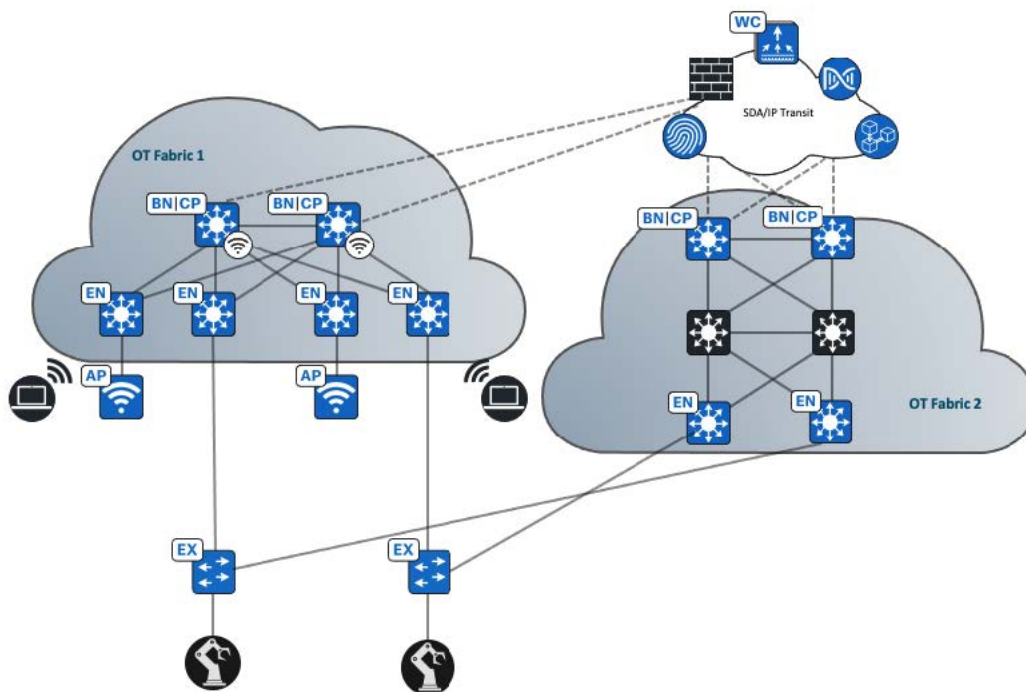 WC
SDA/IP Transit
OT Fabric 1
BN|CP
BN|CP
BN|CP
BN|CP
EN
EN
EN
EN
AP
AP
EN
EN
OT Fabric 2
EX
EX